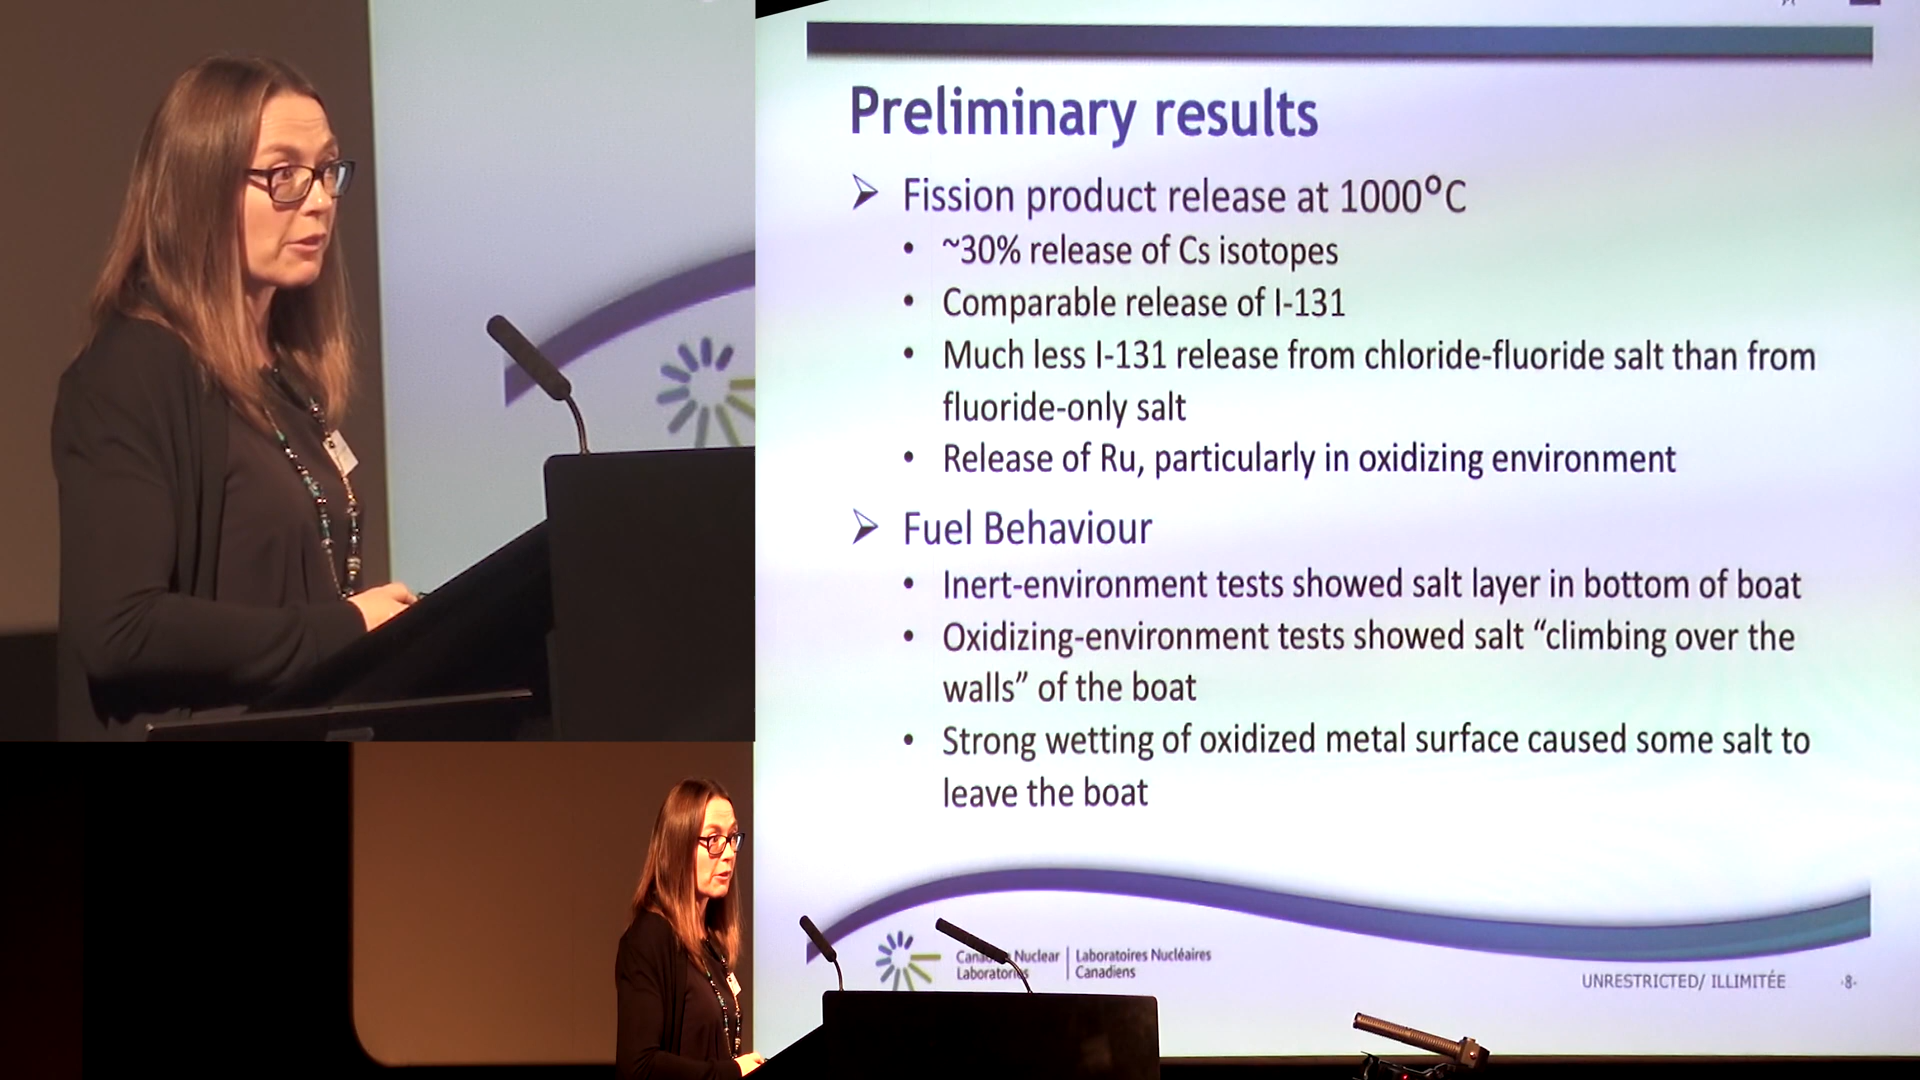 Preliminary results
➢ Fission product release at 1000°C
• ~30% release of Cs isotopes
• Comparable release of I-131
• Much less I-131 release from chloride-fluoride salt than from
fluoride-only salt
• Release of Ru, particularly in oxidizing environment
➢ Fuel Behaviour
• Inert-environment tests showed salt layer in bottom of boat
• Oxidizing-environment tests showed salt “climbing over the
walls” of the boat
• Strong wetting of oxidized metal surface caused some salt to
leave the boat
Nuclear
Laboratories
Laboratoires Nucléaires
Canadiens
UNRESTRICTED/ ILLIMITÉE
-8-